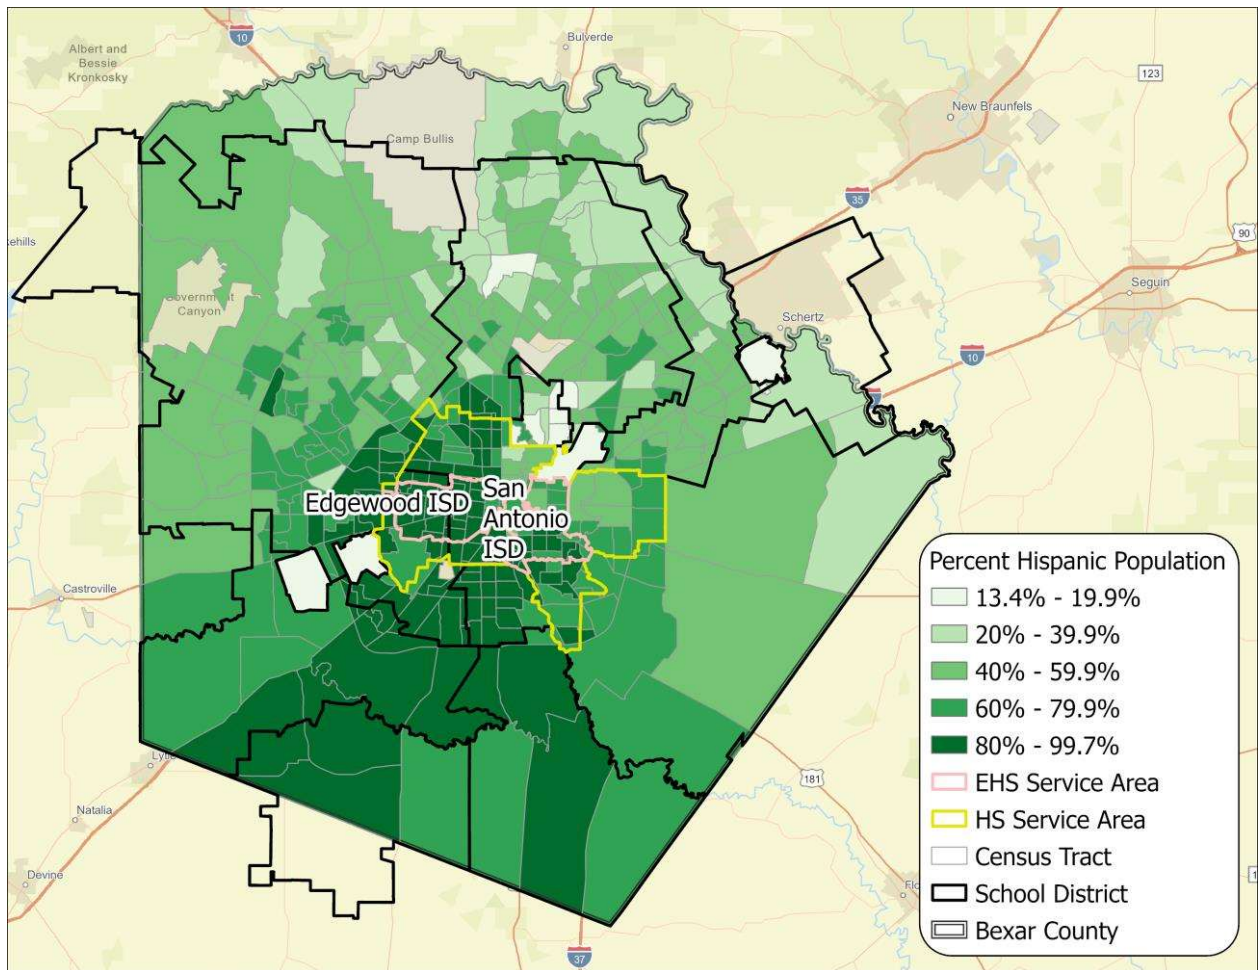 10
Bulverde
Albert and
Bessie
Kronkosky
123
New Braunfels
Camp Bullis
35
90
Seguin
Government
Canyon
Schertz
10
Edgewood ISD
San
Antonio
ISD
Castroville
Natalia
Devine
181
37
Percent Hispanic Population
13.4% - 19.9%
20% - 39.9%
40% - 59.9%
60% - 79.9%
80% - 99.7%
EHS Service Area
HS Service Area
Census Tract
School District
Bexar County